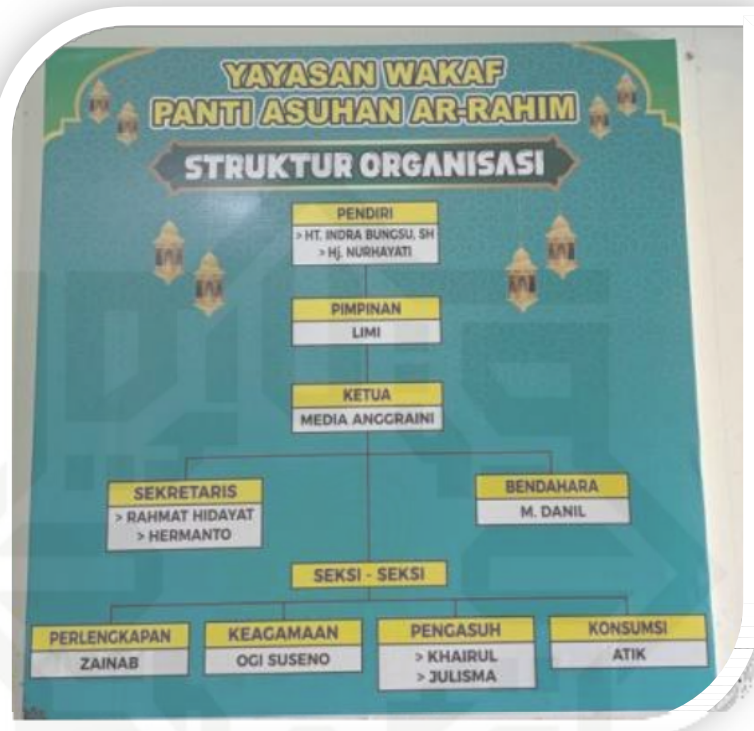 YAYASAN WAKAF
PANTI ASUHAN AR-RAHIM
STRUKTUR ORGANISASI
PENDIRI
> HT. INDRA BUNGSU, SH
> Hj. NURHAYATI
PIMPINAN
LIMI
KETUA
MEDIA ANGGRAINI
SEKRETARIS
> RAHMAT HIDAYAT
> HERMANTO
BENDAHARA
M. DANIL
SEKSI - SEKSI
PERLENGKAPAN
ZAINAB
KEAGAMAAN
OGI SUSENO
PENGASUH
> KHAIRUL
> JULISMA
KONSUMSI
ATIK